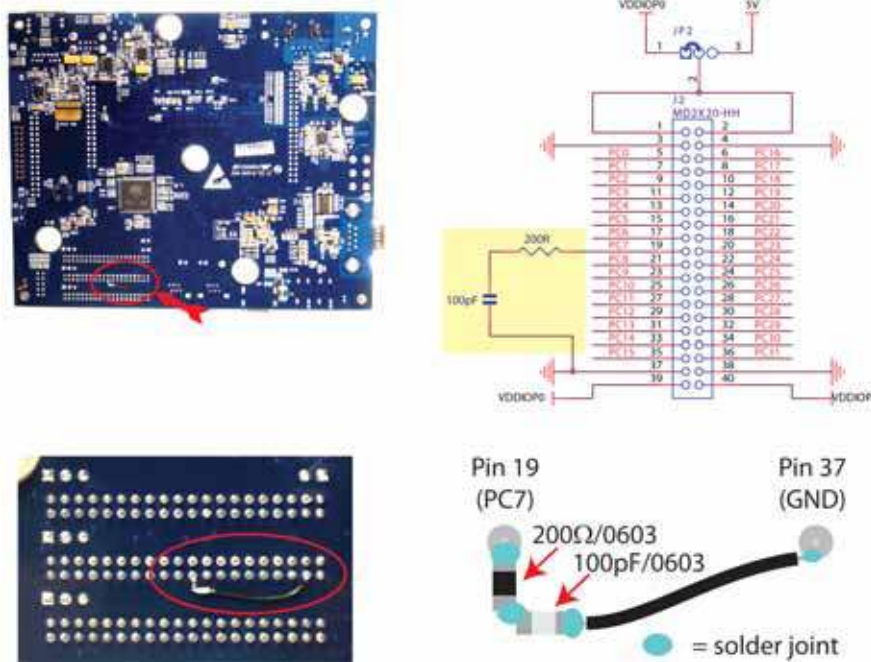 VDDIOP0 5V
JP2
1 3
2
J2
MD2X20-HH
1 2
3 4
PC0 5 6 PC16
PC1 7 8 PC17
PC2 9 10 PC18
PC3 11 12 PC19
PC4 13 14 PC20
PC5 15 16 PC21
PC6 17 18 PC22
PC7 19 20 PC23
PC8 21 22 PC24
PC9 23 24 PC25
PC10 25 26 PC26
PC11 27 28 PC27
PC12 29 30 PC28
PC13 31 32 PC29
PC14 33 34 PC30
PC15 35 36 PC31
37 38
39 40
VDDIOP0 VDDIOP0
200R
100pF
Pin 19
(PC7)
Pin 37
(GND)
200Ω/0603
100pF/0603
= solder joint